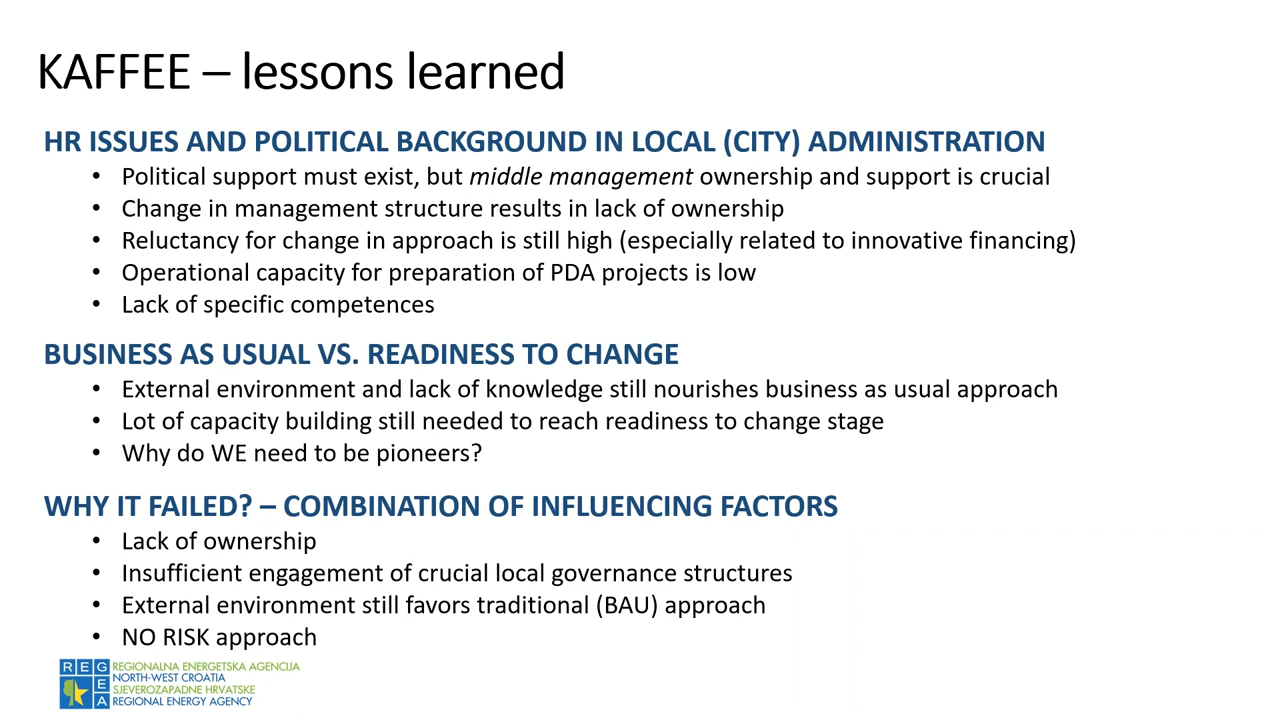 KAFFEE – lessons learned
HR ISSUES AND POLITICAL BACKGROUND IN LOCAL (CITY) ADMINISTRATION
• Political support must exist, but middle management ownership and support is crucial
• Change in management structure results in lack of ownership
• Reluctancy for change in approach is still high (especially related to innovative financing)
• Operational capacity for preparation of PDA projects is low
• Lack of specific competences
BUSINESS AS USUAL VS. READINESS TO CHANGE
• External environment and lack of knowledge still nourishes business as usual approach
• Lot of capacity building still needed to reach readiness to change stage
• Why do WE need to be pioneers?
WHY IT FAILED? – COMBINATION OF INFLUENCING FACTORS
• Lack of ownership
• Insufficient engagement of crucial local governance structures
• External environment still favors traditional (BAU) approach
• NO RISK approach
REGEA
REGIONALNA ENERGETSKA AGENCIJA
NORTH-WEST CROATIA
SJEVEROZAPADNE HRVATSKE
REGIONAL ENERGY AGENCY